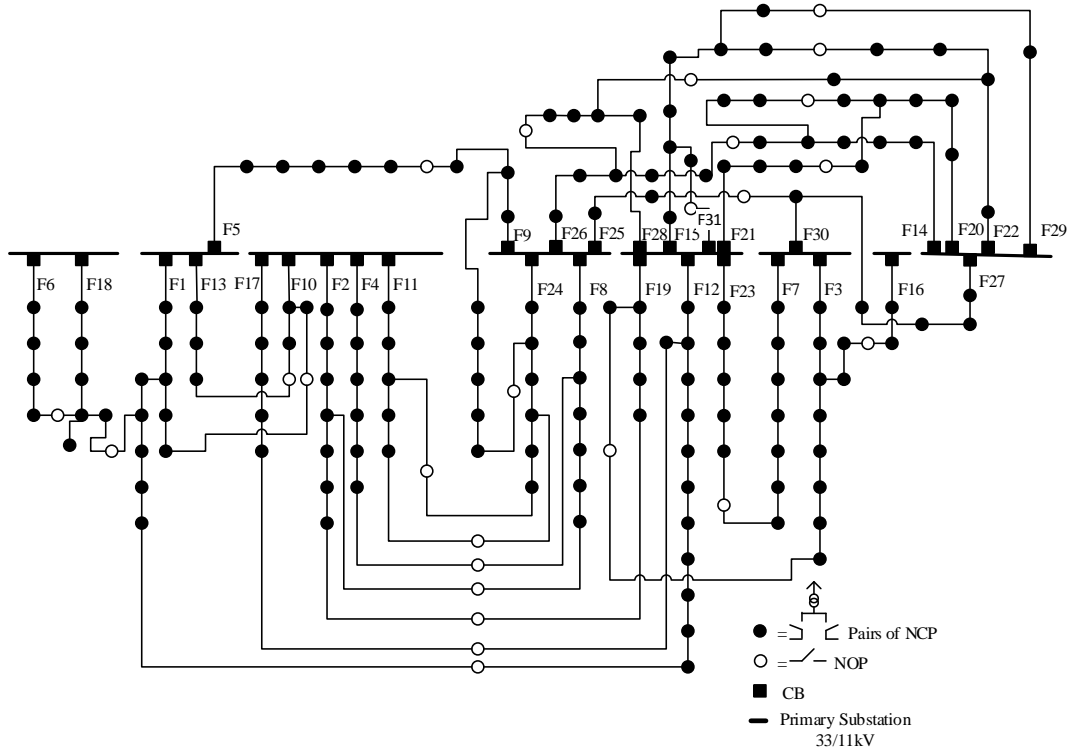 F31
F5
F9
F26
F25
F28
F15
F21
F30
F14
F20
F22
F29
F6
F18
F1
F13
F17
F10
F2
F4
F11
F24
F8
F19
F12
F23
F7
F3
F16
F27
= Pairs of NCP
= NOP
CB
Primary Substation
33/11kV